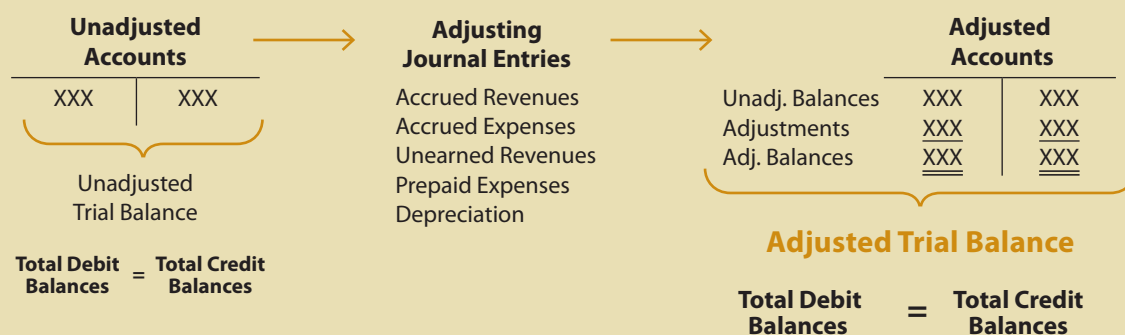 Unadjusted
Accounts
XXX XXX
Unadjusted
Trial Balance
Total Debit = Total Credit
Balances Balances
Adjusting
Journal Entries
Accrued Revenues
Accrued Expenses
Unearned Revenues
Prepaid Expenses
Depreciation
Adjusted
Accounts
Unadj. Balances XXX XXX
Adjustments XXX XXX
Adj. Balances XXX XXX
Adjusted Trial Balance
Total Debit = Total Credit
Balances Balances